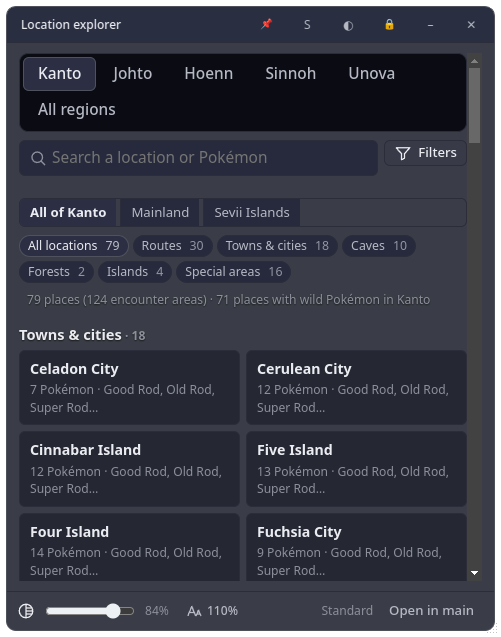 Location explorer S – ×
Kanto Johto Hoenn Sinnoh Unova
All regions
Search a location or Pokémon Filters
All of Kanto Mainland Sevii Islands
All locations 79 Routes 30 Towns & cities 18 Caves 10
Forests 2 Islands 4 Special areas 16
79 places (124 encounter areas) · 71 places with wild Pokémon in Kanto
Towns & cities · 18
Celadon City
7 Pokémon · Good Rod, Old Rod,
Super Rod...
Cerulean City
12 Pokémon · Good Rod, Old Rod,
Super Rod...
Cinnabar Island
12 Pokémon · Good Rod, Old Rod,
Super Rod...
Five Island
13 Pokémon · Good Rod, Old Rod,
Super Rod...
Four Island
14 Pokémon · Good Rod, Old Rod,
Super Rod...
Fuchsia City
9 Pokémon · Good Rod, Old Rod,
Super Rod...
84% AA 110% Standard Open in main